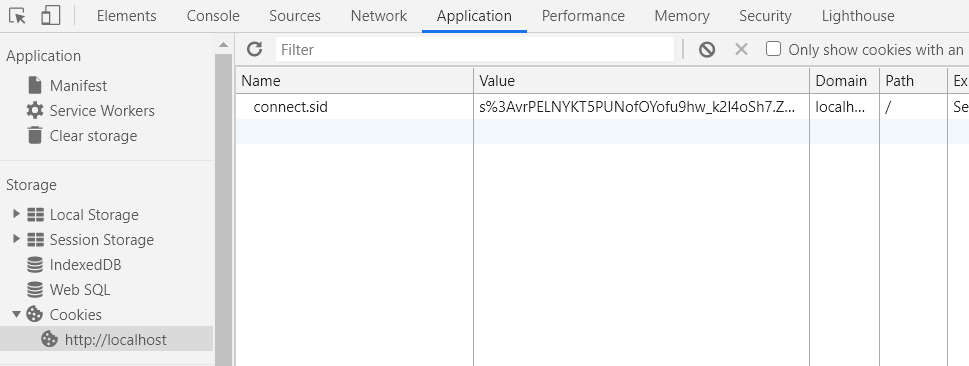 Elements Console Sources Network Application Performance Memory Security Lighthouse
Application
Manifest
Service Workers
Clear storage
Storage
Local Storage
Session Storage
IndexedDB
Web SQL
Cookies
http://localhost
Filter Only show cookies with an
Name Value Domain Path Ex
connect.sid s%3AvrPELNYKT5PUNofOYofu9hw_k2I4oSh7.Z... localh... / Se